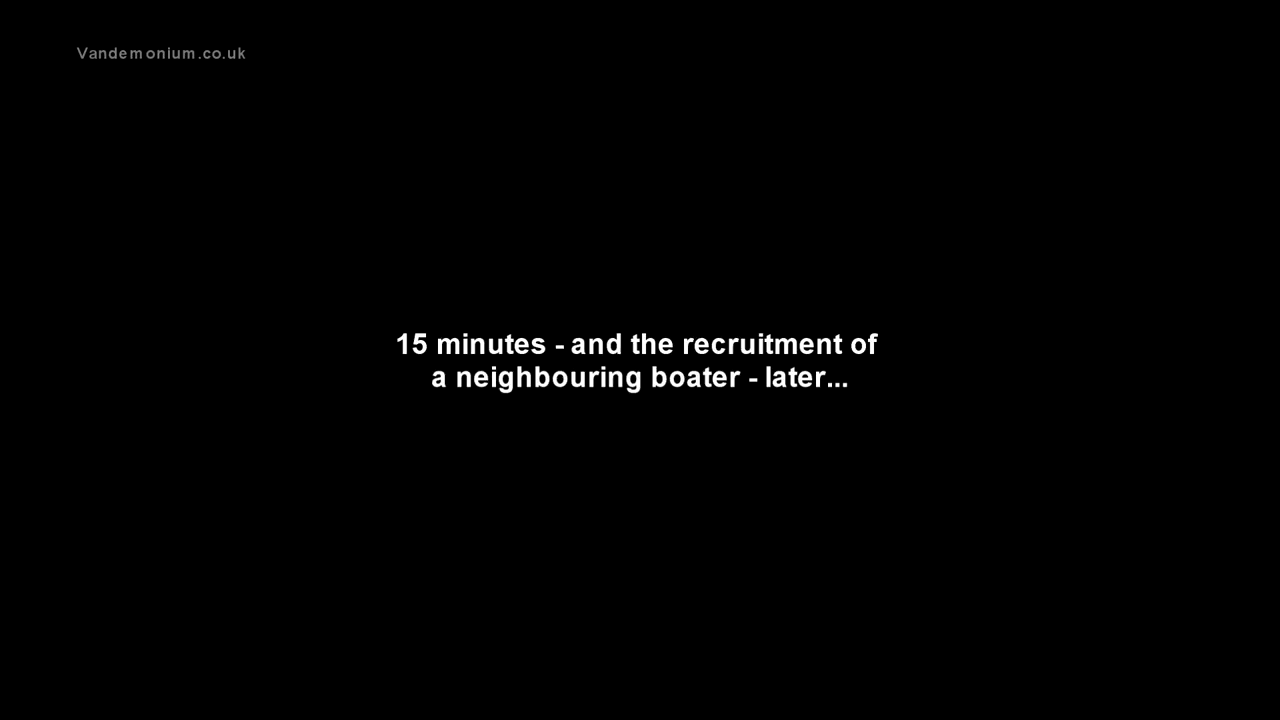 Vandemonium.co.uk
15 minutes - and the recruitment of
a neighbouring boater - later...